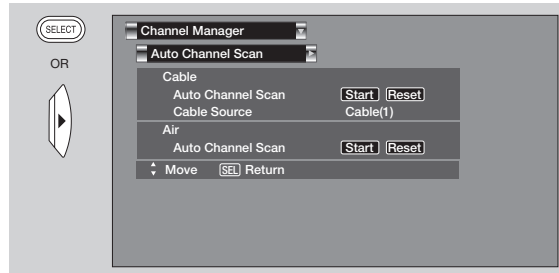 SELECT
OR
Channel Manager
Auto Channel Scan
Cable
Auto Channel Scan Start Reset
Cable Source Cable(1)
Air
Auto Channel Scan Start Reset
Move SEL Return